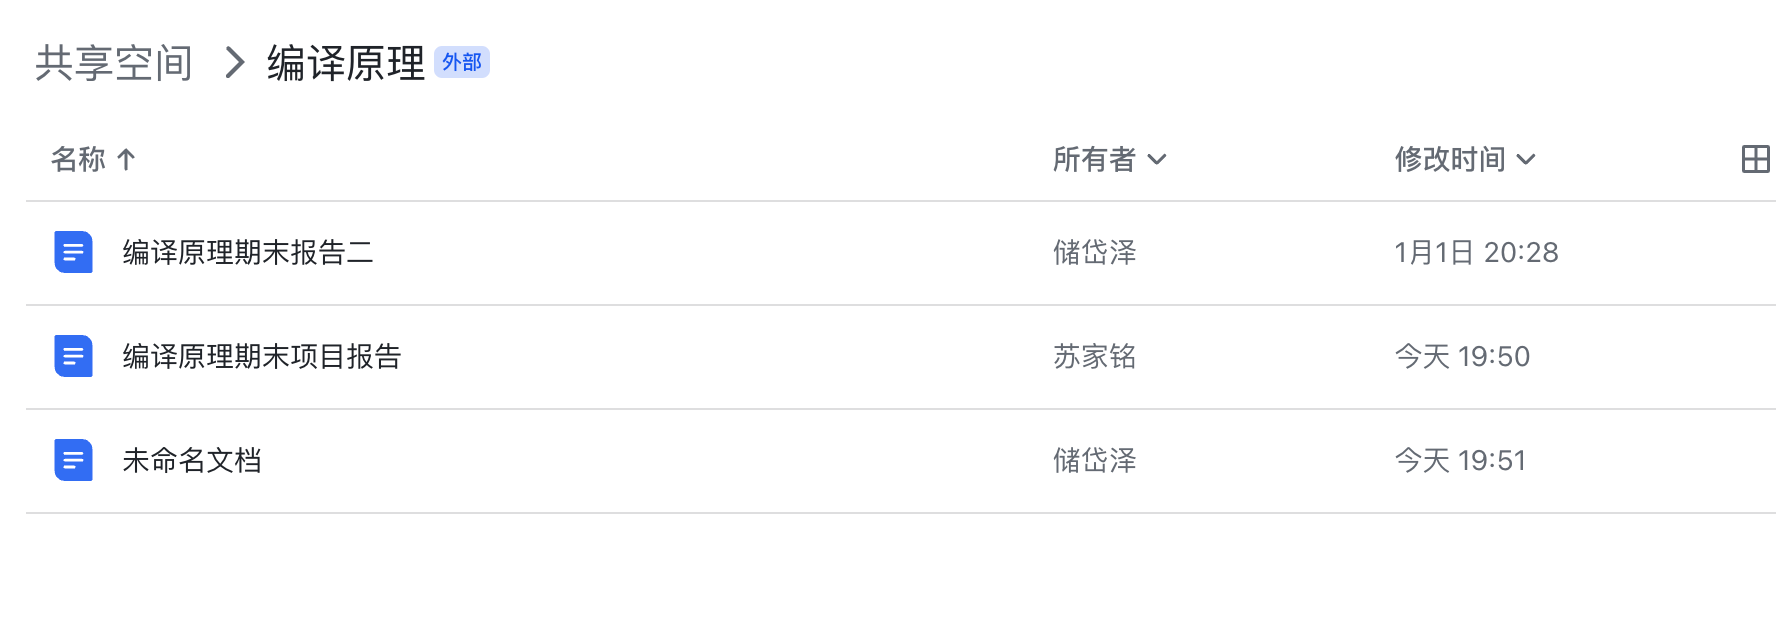 共享空间 > 编译原理 外部
名称 ↑ 所有者 修改时间
编译原理期末报告二 储岱泽 1月1日 20:28
编译原理期末项目报告 苏家铭 今天 19:50
未命名文档 储岱泽 今天 19:51